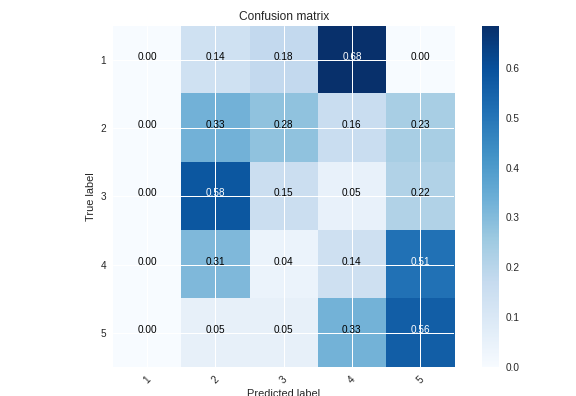 Confusion matrix
1 0.00 0.14 0.18 0.68 0.00
2 0.00 0.33 0.28 0.16 0.23
3 0.00 0.58 0.15 0.05 0.22
4 0.00 0.31 0.04 0.14 0.51
5 0.00 0.05 0.05 0.33 0.56
True label
1 2 3 4 5
Predicted label
0.6
0.5
0.4
0.3
0.2
0.1
0.0